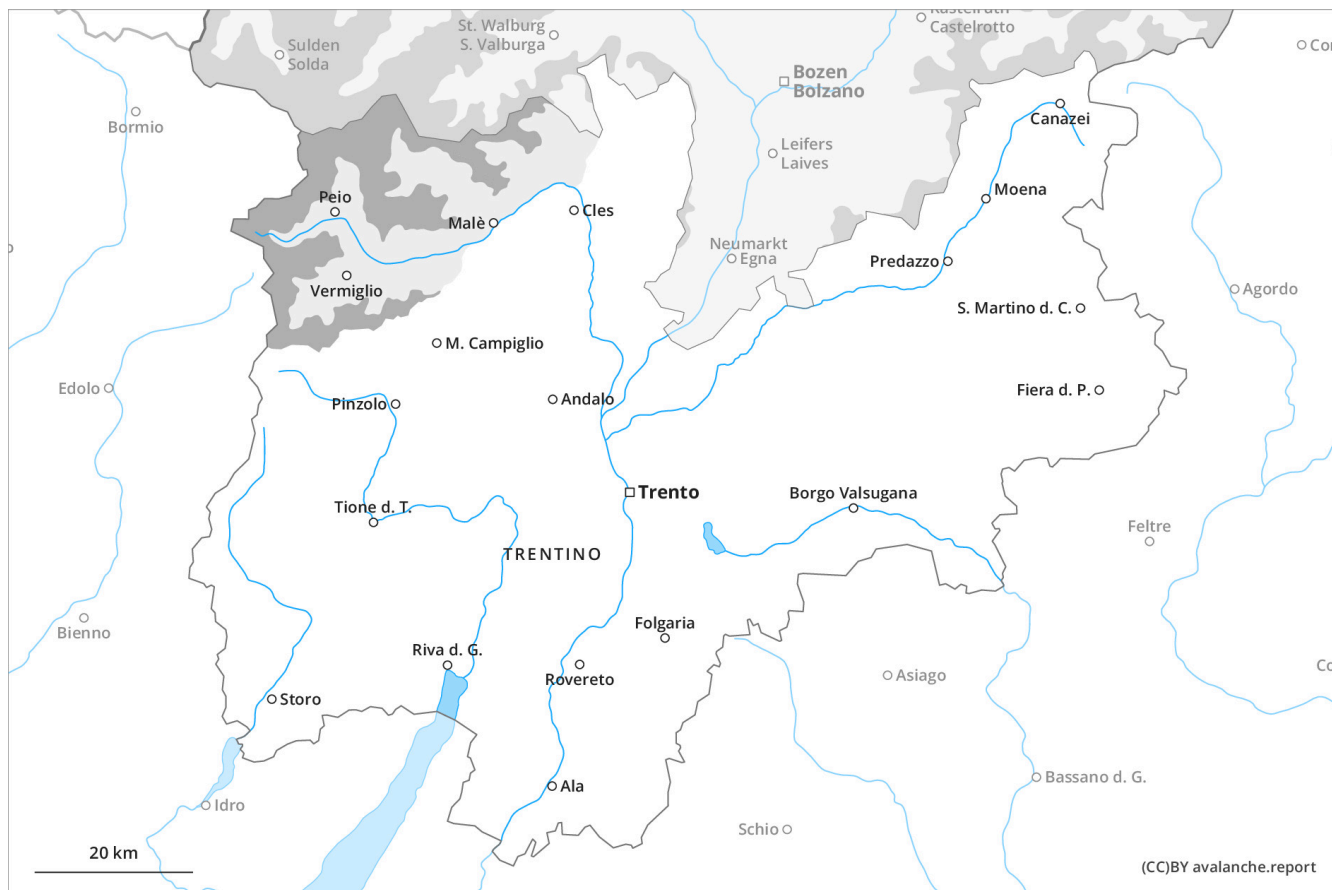 St. Walburg
S. Valburga
Kastelruth
Castelrotto
Sulden
Solda
Bozen
Bolzano
Bormio
Canazei
Leifers
Laives
Moena
Peio
Malè
Cles
Neumarkt
Egna
Predazzo
Vermiglio
Agordo
S. Martino d. C.
M. Campiglio
Edolo
Andalo
Fiera d. P.
Pinzolo
Trento
Borgo Valsugana
Tione d. T.
Feltre
TRENTINO
Bienno
Folgaria
Riva d. G.
Rovereto
Asiago
Storo
Bassano d. G.
Ala
Idro
Schio
20 km
(CC)BY avalanche.report